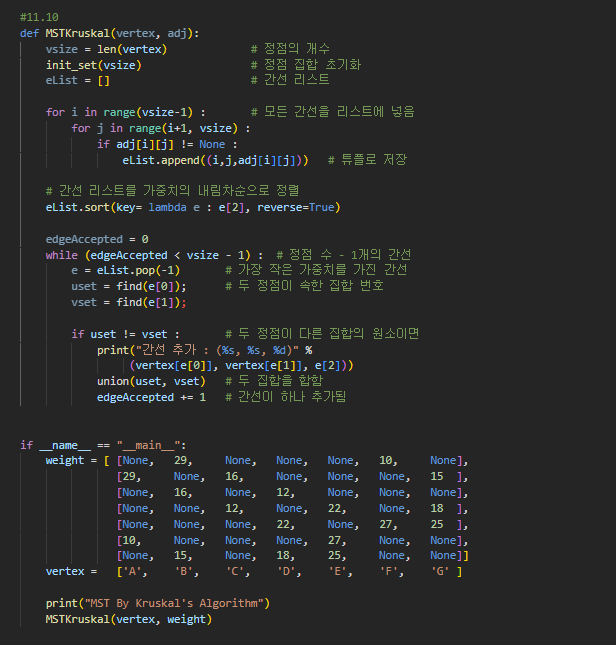 #11.10
def MSTKruskal(vertex, adj):
    vsize = len(vertex)             # 정점의 개수
    init_set(vsize)                 # 정점 집합 초기화
    eList = []                      # 간선 리스트

    for i in range(vsize-1) :       # 모든 간선을 리스트에 넣음
        for j in range(i+1, vsize) :
            if adj[i][j] != None :
                eList.append((i,j,adj[i][j]))   # 튜플로 저장

    # 간선 리스트를 가중치의 내림차순으로 정렬
    eList.sort(key= lambda e : e[2], reverse=True)

    edgeAccepted = 0
    while (edgeAccepted < vsize - 1) :  # 정점 수 - 1개의 간선
        e = eList.pop(-1)       # 가장 작은 가중치를 가진 간선
        uset = find(e[0]);      # 두 정점이 속한 집합 번호
        vset = find(e[1]);

        if uset != vset :       # 두 정점이 다른 집합의 원소이면
            print("간선 추가 : (%s, %s, %d)" %
                 (vertex[e[0]], vertex[e[1]], e[2]))
            union(uset, vset)   # 두 집합을 합함
            edgeAccepted += 1   # 간선이 하나 추가됨

if __name__ == "__main__":
    weight = [ [None,   29,     None,   None,   None,   10,     None],
               [29,     None,   16,     None,   None,   None,   15  ],
               [None,   16,     None,   12,     None,   None,   None],
               [None,   None,   12,     None,   22,     None,   18  ],
               [None,   None,   None,   22,     None,   27,     25  ],
               [10,     None,   None,   None,   27,     None,   None],
               [None,   15,     None,   18,     25,     None,   None]]
    vertex =   ['A',    'B',    'C',    'D',    'E',    'F',    'G' ]

    print("MST By Kruskal's Algorithm")
    MSTKruskal(vertex, weight)